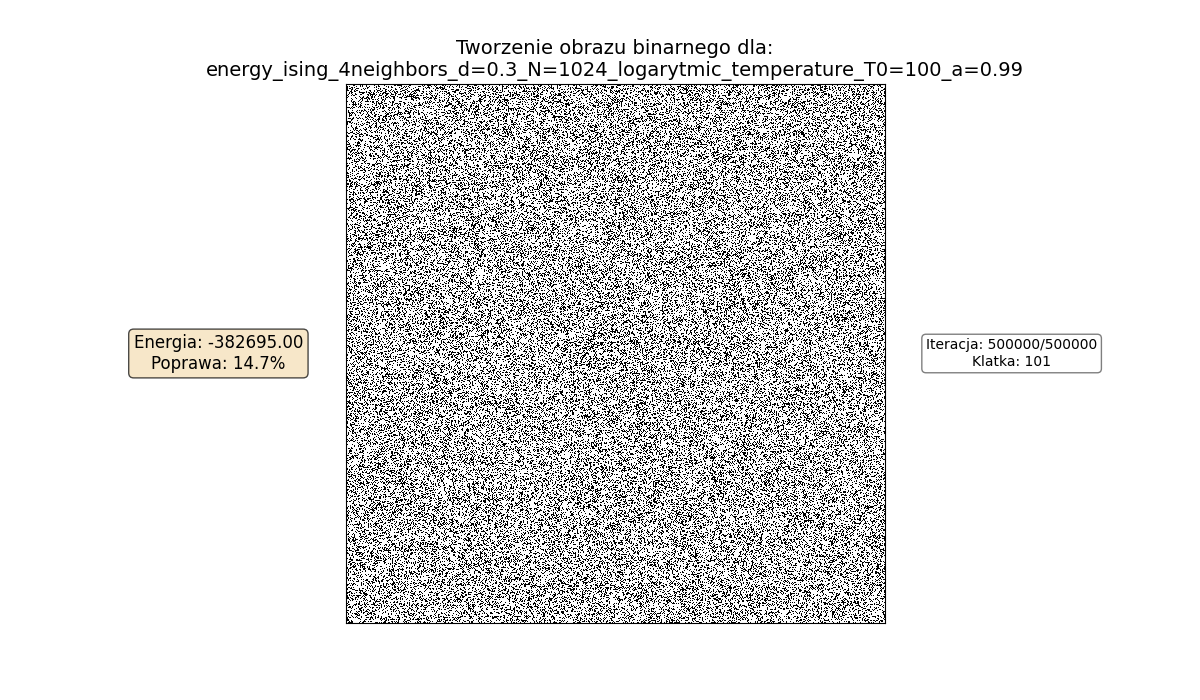 Tworzenie obrazu binarnego dla:
energy_ising_4neighbors_d=0.3_N=1024_logarytmic_temperature_T0=100_a=0.99
Energia: -382695.00
Poprawa: 14.7%
Iteracja: 500000/500000
Klatka: 101